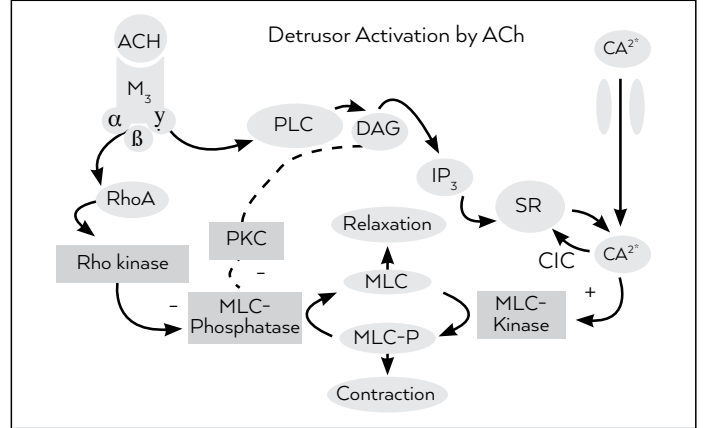 Detrusor Activation by ACh
ACH
M3
α
ß
y
CA2*
PLC
DAG
IP3
SR
RhoA
Relaxation
PKC
CIC
CA2*
Rho kinase
–
MLC
+
–
MLC-
Phosphatase
MLC-
Kinase
MLC-P
Contraction